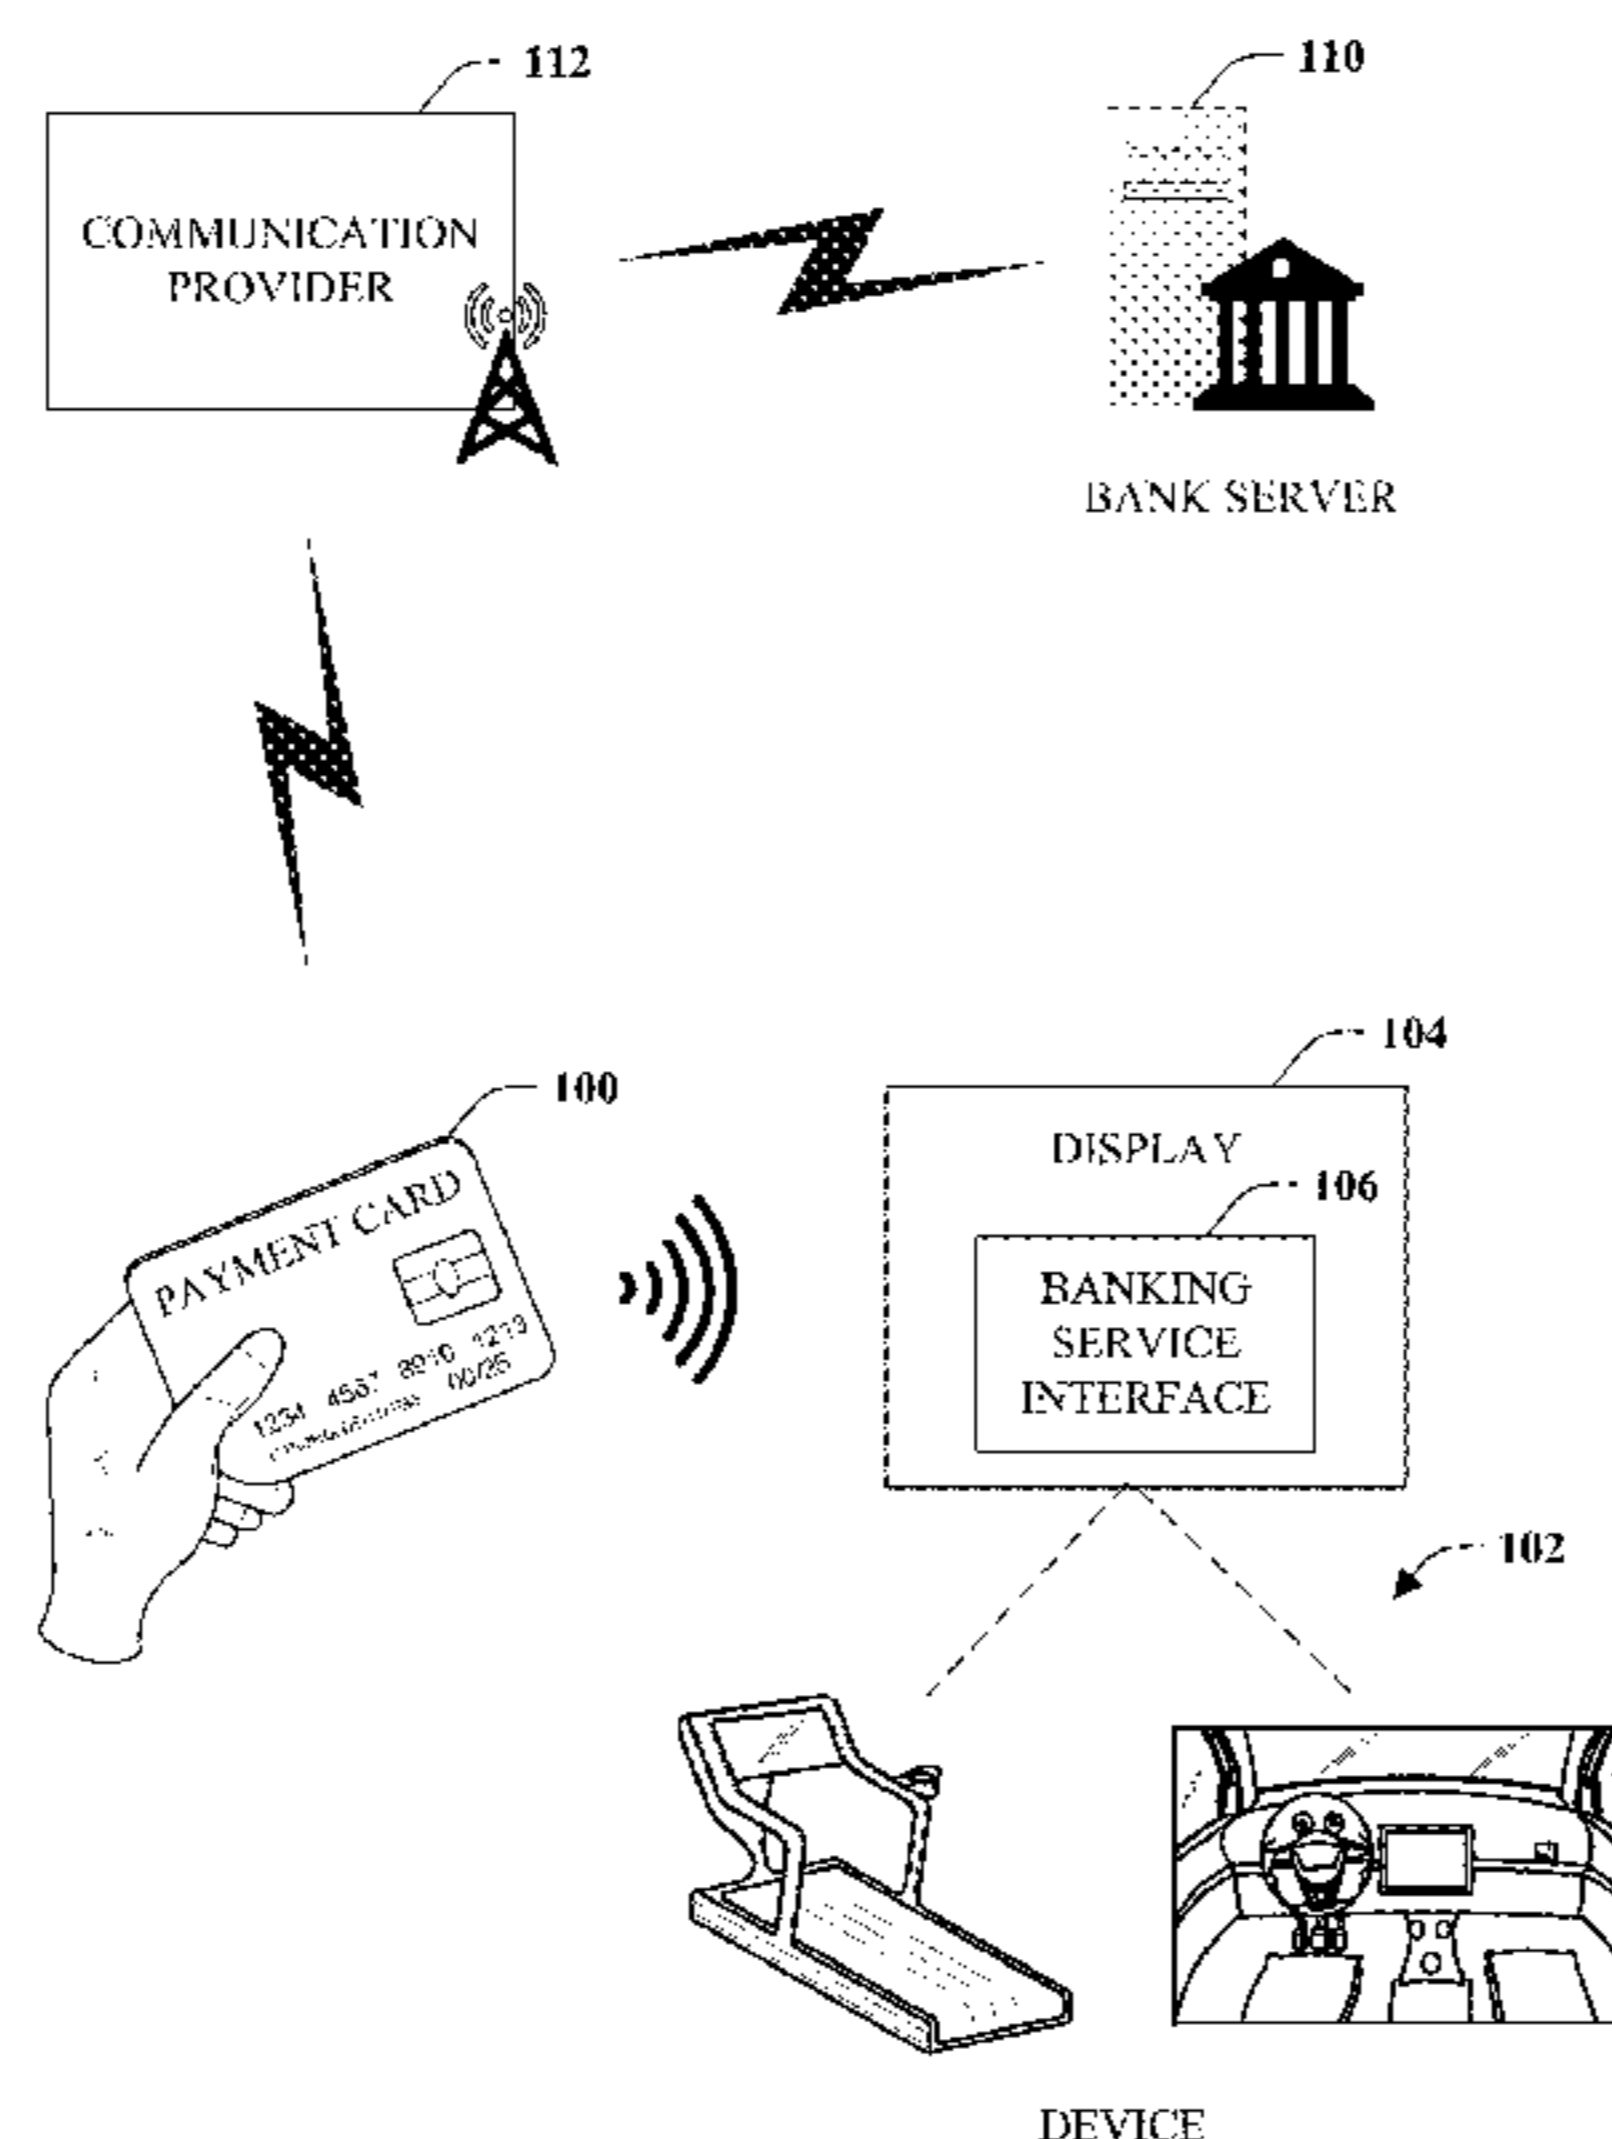 112
110
COMMUNICATION
PROVIDER
BANK SERVER
104
100
DISPLAY
106
PAYMENT CARD
BANKING
SERVICE
INTERFACE
1234 4567 8910 1213
00/25
102
DEVICE